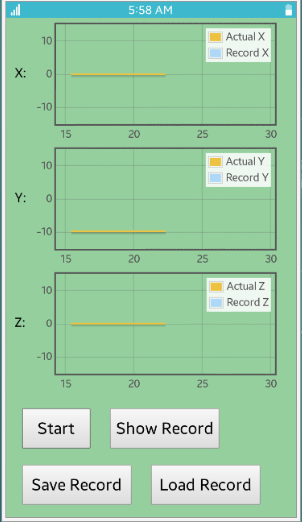 5:58 AM
10
Actual X
Record X
X:
0
-10
15
20
25
30
10
Actual Y
Record Y
Y:
0
-10
15
20
25
30
10
Actual Z
Record Z
0
Z:
-10
15
20
25
30
Start
Show Record
Save Record
Load Record